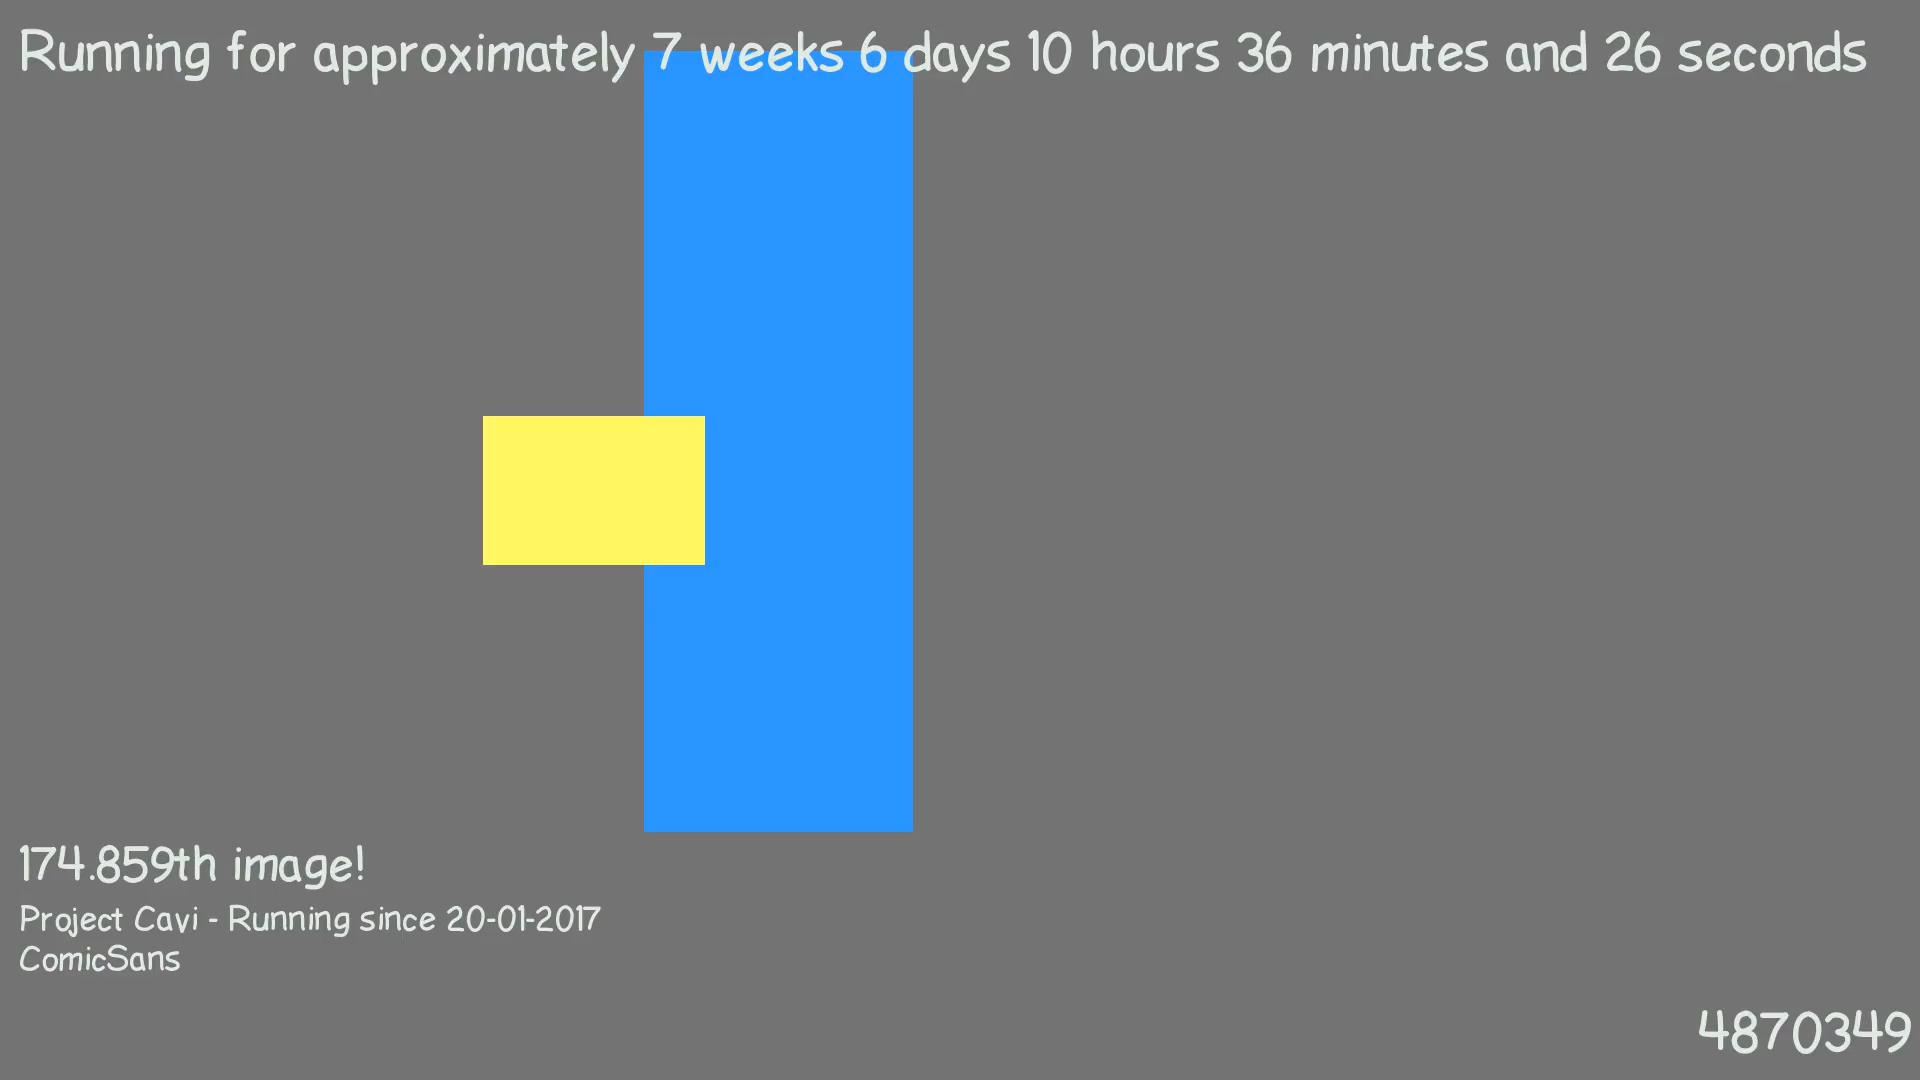 Running for approximately 7 weeks 6 days 10 hours 36 minutes and 26 seconds
174.859th image!
Project Cavi - Running since 20-01-2017
ComicSans
4870349